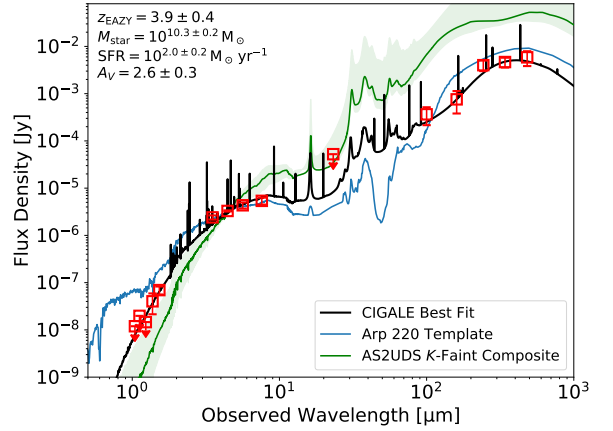 z_EAZY = 3.9 ± 0.4
M_star = 10^{10.3 ± 0.2} M_⊙
SFR = 10^{2.0 ± 0.2} M_⊙ yr^{−1}
A_V = 2.6 ± 0.3
Flux Density [Jy]
10^{−2}
10^{−3}
10^{−4}
10^{−5}
10^{−6}
10^{−7}
10^{−8}
10^{−9}
CIGALE Best Fit
Arp 220 Template
AS2UDS K-Faint Composite
10^0 10^1 10^2 10^3
Observed Wavelength [μm]